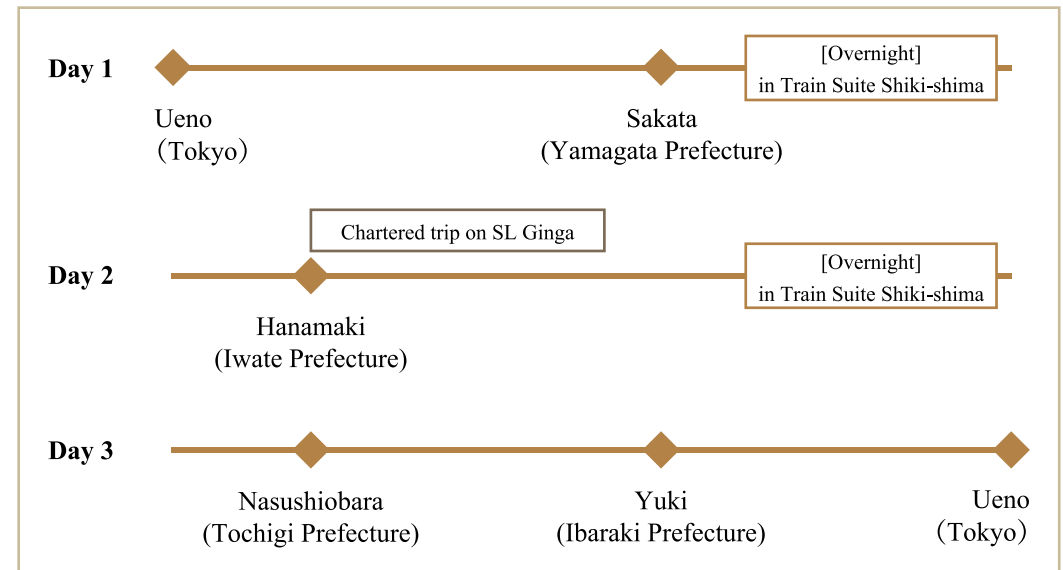 Day 1
[Overnight]
in Train Suite Shiki-shima
Ueno
（Tokyo）
Sakata
(Yamagata Prefecture)
Chartered trip on SL Ginga
Day 2
[Overnight]
in Train Suite Shiki-shima
Hanamaki
(Iwate Prefecture)
Day 3
Nasushiobara
(Tochigi Prefecture)
Yuki
(Ibaraki Prefecture)
Ueno
（Tokyo）